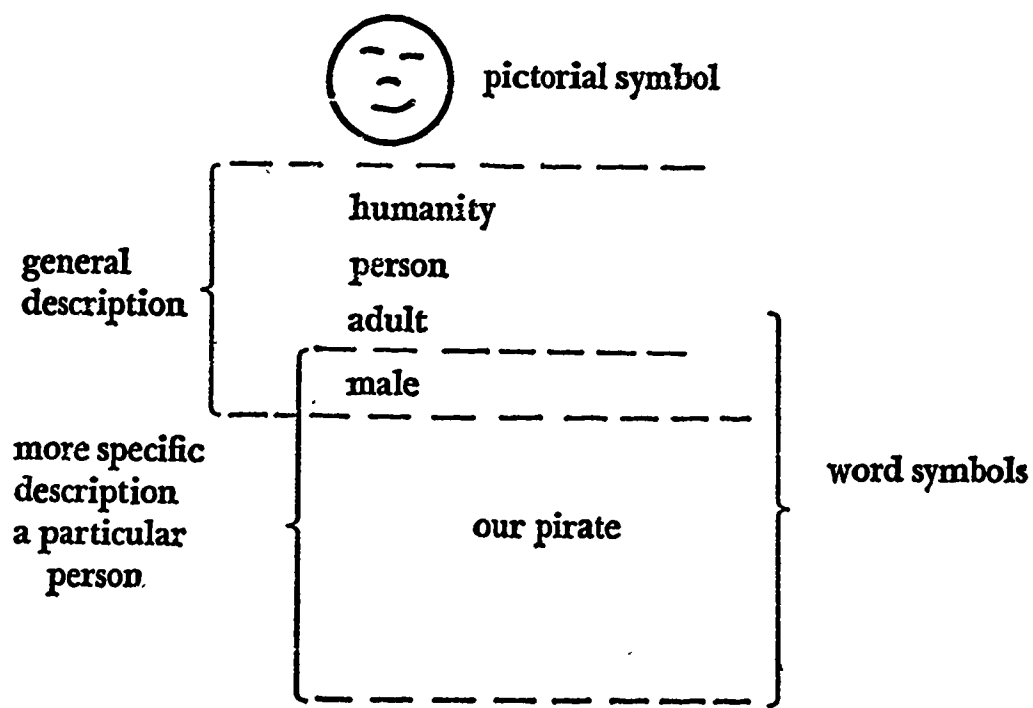 pictorial symbol
humanity
general
description
person
adult
male
more specific
description
a particular
person
our pirate
word symbols